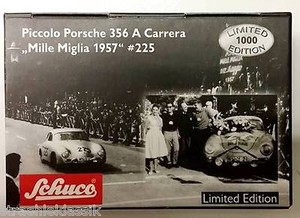 Piccolo Porsche 356 A Carrera
„Mille Miglia 1957“ #225
LIMITED
1000
EDITION
Schuco
Limited Edition